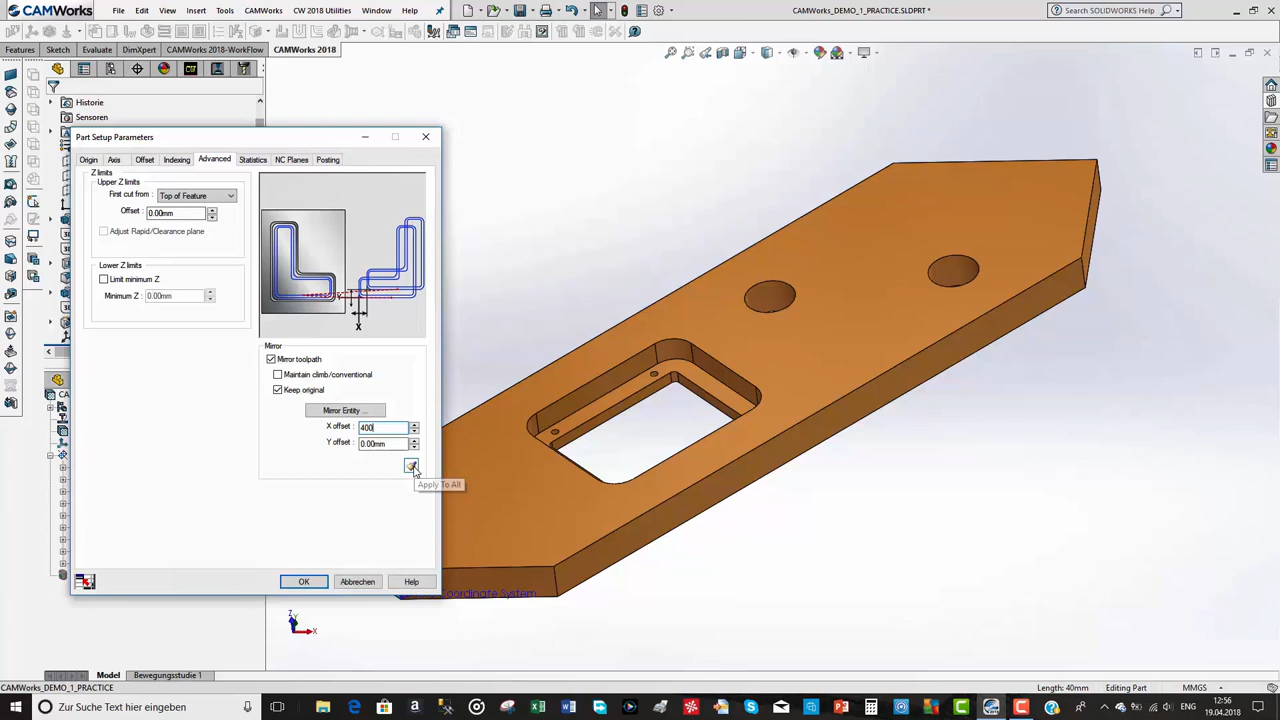 CAMWorks
File Edit View Insert Tools CAMWorks CW 2018 Utilities Window Help
CAMWorks_DEMO_1_PRACTICE.SLDPRT *
Search SOLIDWORKS Help
Features Sketch Evaluate DimXpert CAMWorks 2018-WorkFlow CAMWorks 2018
Historie
Sensoren
Part Setup Parameters
Origin Axis Offset Indexing Advanced Statistics NC Planes Posting
Z limits
Upper Z limits
First cut from : Top of Feature
Offset : 0.00mm
Adjust Rapid/Clearance plane
Lower Z limits
Limit minimum Z
Minimum Z : 0.00mm
X
Mirror
Mirror toolpath
Maintain climb/conventional
Keep original
Mirror Entity ...
X offset : 400
Y offset : 0.00mm
Apply To All
OK Abbrechen Help
Coordinate System
Z
Y
X
Model Bewegungsstudie 1
CAMWorks_DEMO_1_PRACTICE
Length: 40mm Editing Part MMGS
Zur Suche Text hier eingeben
12:56
19.04.2018